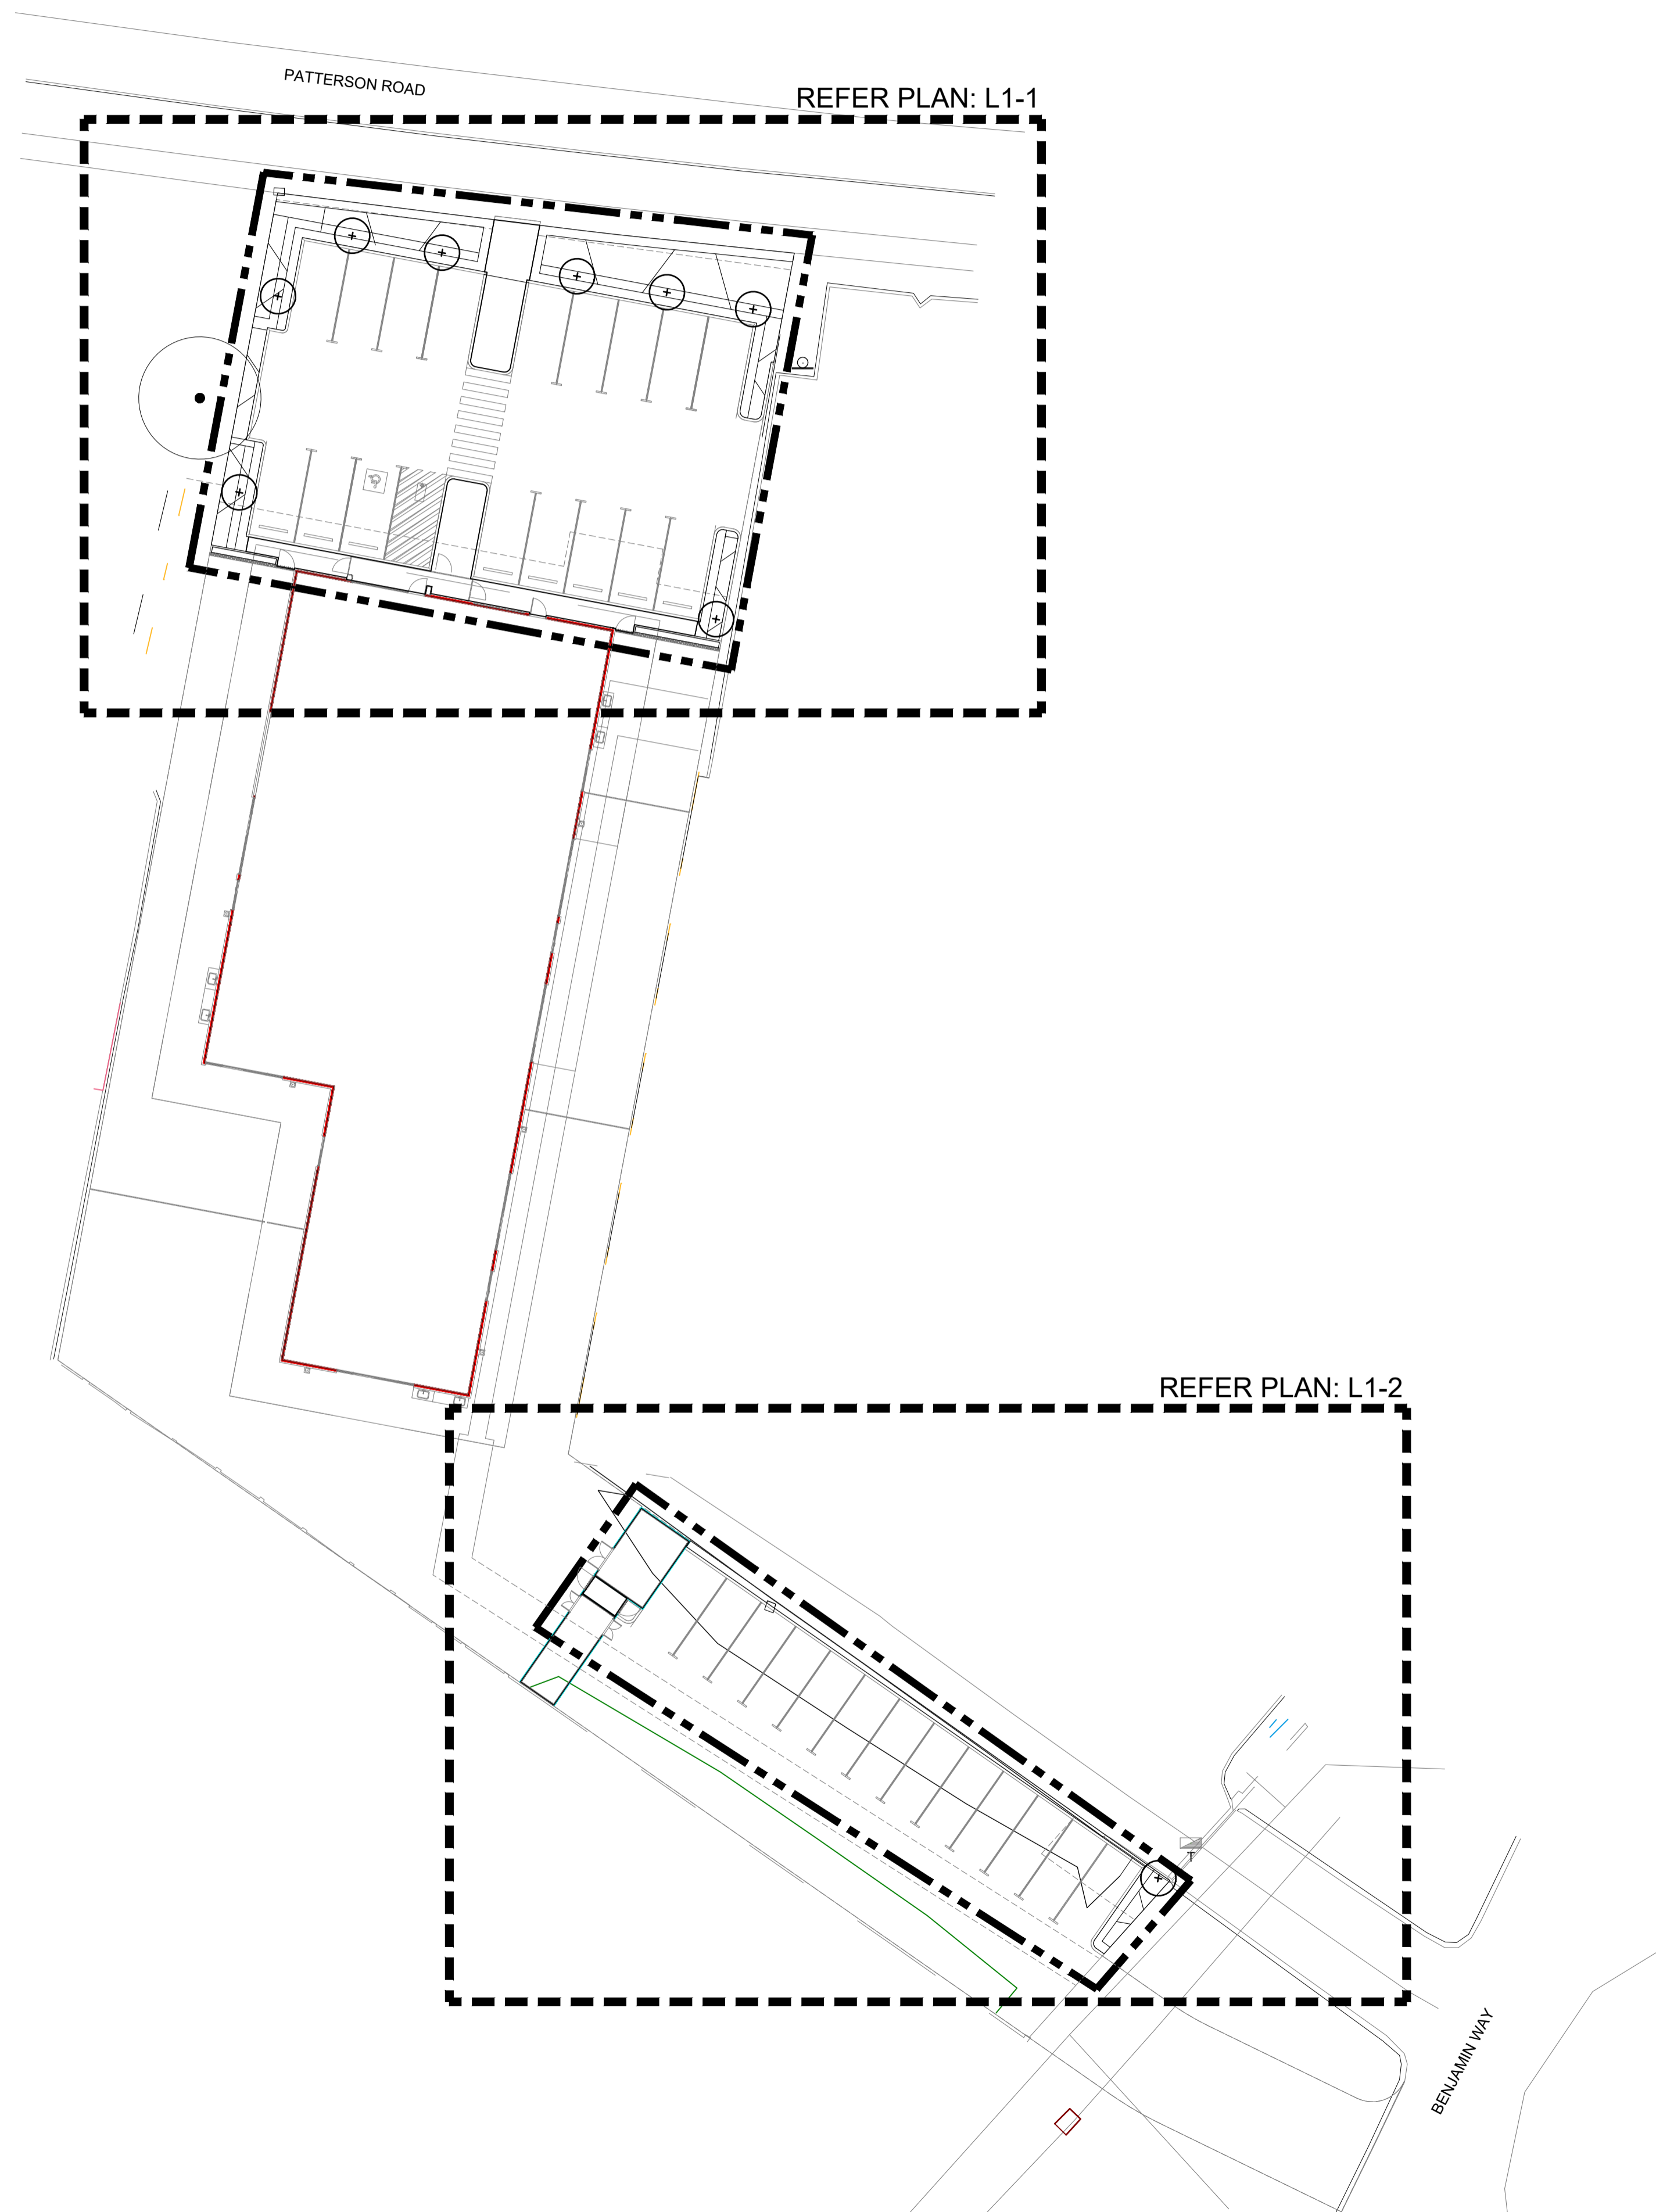 PATTERSON ROAD
REFER PLAN: L1-1
REFER PLAN: L1-2
T
BENJAMIN WAY